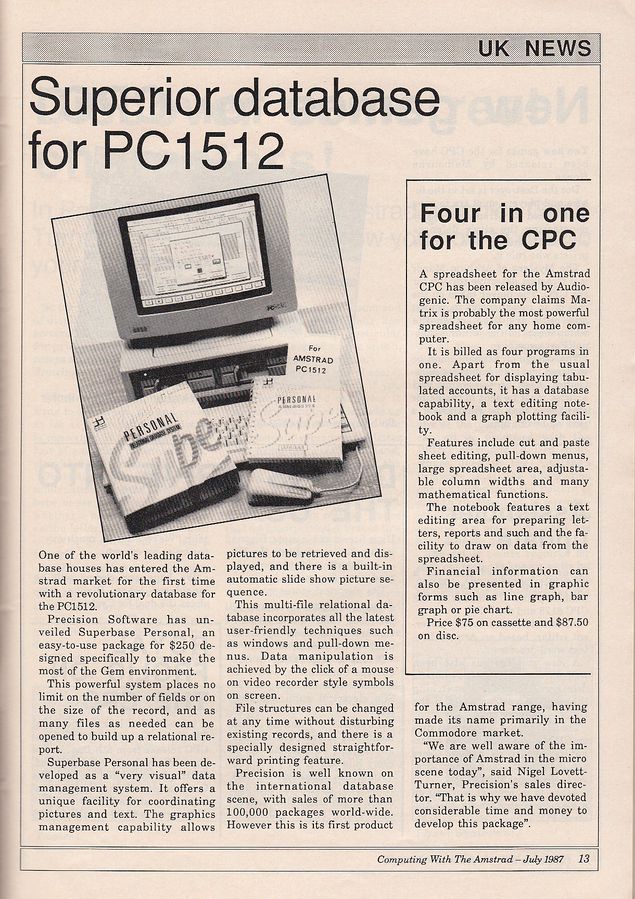 UK NEWS
Superior database
for PC1512
For
AMSTRAD
PC1512
PERSONAL
RELATIONAL DATABASE SYSTEM
Supe
PERSONAL
Supe
One of the world's leading data-
base houses has entered the Am-
strad market for the first time
with a revolutionary database for
the PC1512.
Precision Software has un-
veiled Superbase Personal, an
easy-to-use package for $250 de-
signed specifically to make the
most of the Gem environment.
This powerful system places no
limit on the number of fields or on
the size of the record, and as
many files as needed can be
opened to build up a relational re-
port.
Superbase Personal has been de-
veloped as a "very visual" data
management system. It offers a
unique facility for coordinating
pictures and text. The graphics
management capability allows
pictures to be retrieved and dis-
played, and there is a built-in
automatic slide show picture se-
quence.
This multi-file relational da-
tabase incorporates all the latest
user-friendly techniques such
as windows and pull-down me-
nus. Data manipulation is
achieved by the click of a mouse
on video recorder style symbols
on screen.
File structures can be changed
at any time without disturbing
existing records, and there is a
specially designed straightfor-
ward printing feature.
Precision is well known on
the international database
scene, with sales of more than
100,000 packages world-wide.
However this is its first product
for the Amstrad range, having
made its name primarily in the
Commodore market.
"We are well aware of the im-
portance of Amstrad in the micro
scene today", said Nigel Lovett-
Turner, Precision's sales direc-
tor. "That is why we have devoted
considerable time and money to
develop this package".
Four in one
for the CPC
A spreadsheet for the Amstrad
CPC has been released by Audio-
genic. The company claims Ma-
trix is probably the most powerful
spreadsheet for any home com-
puter.
It is billed as four programs in
one. Apart from the usual
spreadsheet for displaying tabu-
lated accounts, it has a database
capability, a text editing note-
book and a graph plotting facili-
ty.
Features include cut and paste
sheet editing, pull-down menus,
large spreadsheet area, adjusta-
ble column widths and many
mathematical functions.
The notebook features a text
editing area for preparing let-
ters, reports and such and the fa-
cility to draw on data from the
spreadsheet.
Financial information can
also be presented in graphic
forms such as line graph, bar
graph or pie chart.
Price $75 on cassette and $87.50
on disc.
Computing With The Amstrad – July 1987 13